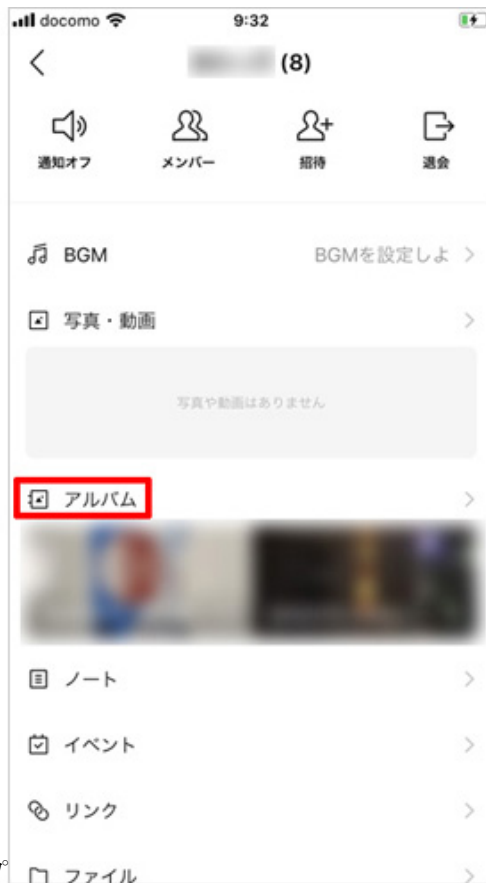 docomo 9:32
(8)
通知オフ メンバー 招待 退会
BGM BGMを設定しよ
写真・動画
写真や動画はありません
アルバム
ノート
イベント
リンク
ファイル